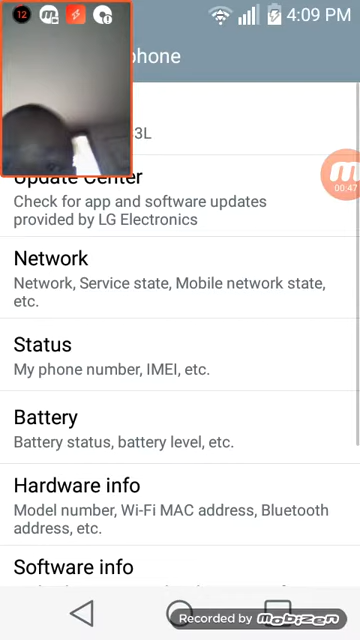 12
4:09 PM
phone
3L
00:47
Update Center
Check for app and software updates
provided by LG Electronics
Network
Network, Service state, Mobile network state,
etc.
Status
My phone number, IMEI, etc.
Battery
Battery status, battery level, etc.
Hardware info
Model number, Wi-Fi MAC address, Bluetooth
address, etc.
Software info
Recorded by mobizen